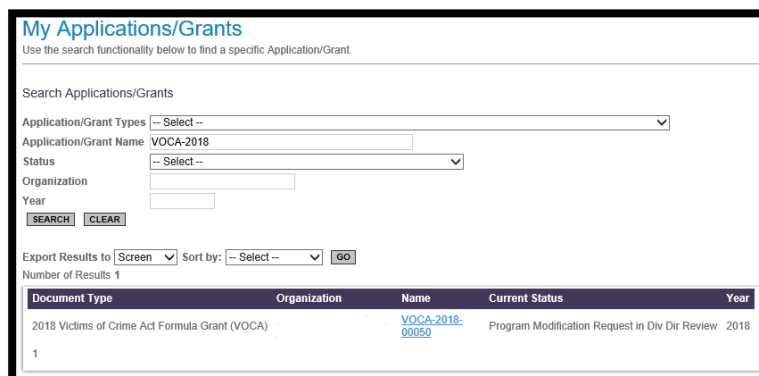 My Applications/Grants
Use the search functionality below to find a specific Application/Grant.
Search Applications/Grants
Application/Grant Types -- Select --
Application/Grant Name VOCA-2018
Status -- Select --
Organization
Year
SEARCH CLEAR
Export Results to Screen Sort by: -- Select -- GO
Number of Results 1
Document Type Organization Name Current Status Year
2018 Victims of Crime Act Formula Grant (VOCA) VOCA-2018- Program Modification Request in Div Dir Review 2018
00050
1